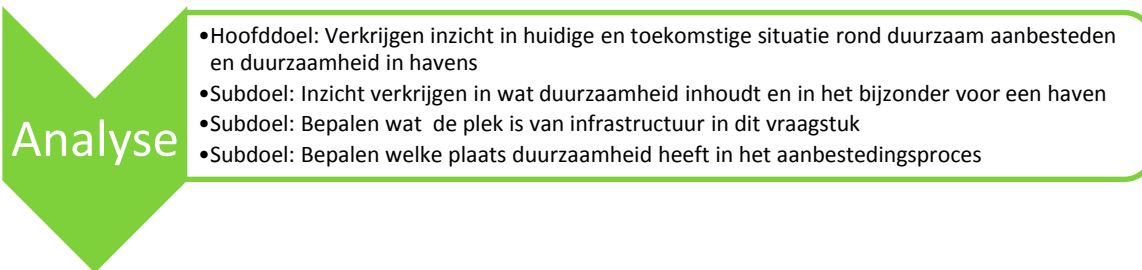 Analyse
•Hoofddoel: Verkrijgen inzicht in huidige en toekomstige situatie rond duurzaam aanbesteden
en duurzaamheid in havens
•Subdoel: Inzicht verkrijgen in wat duurzaamheid inhoudt en in het bijzonder voor een haven
•Subdoel: Bepalen wat  de plek is van infrastructuur in dit vraagstuk
•Subdoel: Bepalen welke plaats duurzaamheid heeft in het aanbestedingsproces